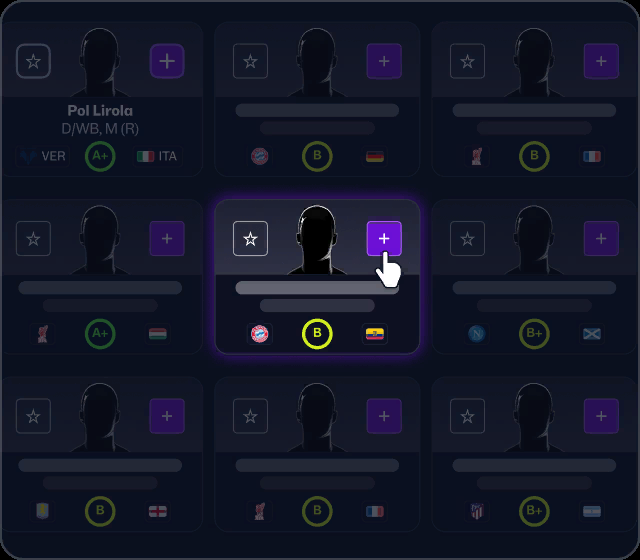 Pol Lirola
D/WB, M (R)
VER A+ ITA
B
B
A+
B
B+
B
B
B+